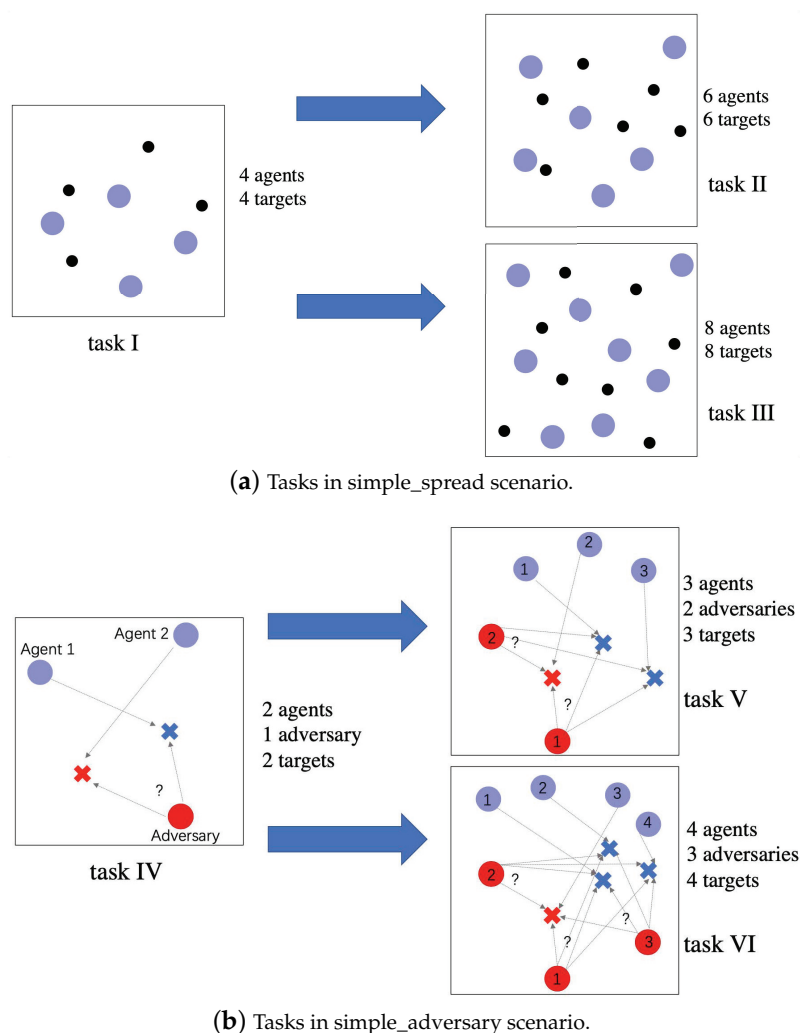 4 agents
4 targets
task I
6 agents
6 targets
task II
8 agents
8 targets
task III
(a) Tasks in simple_spread scenario.
Agent 1
Agent 2
?
Adversary
2 agents
1 adversary
2 targets
task IV
1
2
3
2
?
?
1
3 agents
2 adversaries
3 targets
task V
1
2
3
4
2
?
?
?
3
1
4 agents
3 adversaries
4 targets
task VI
(b) Tasks in simple_adversary scenario.